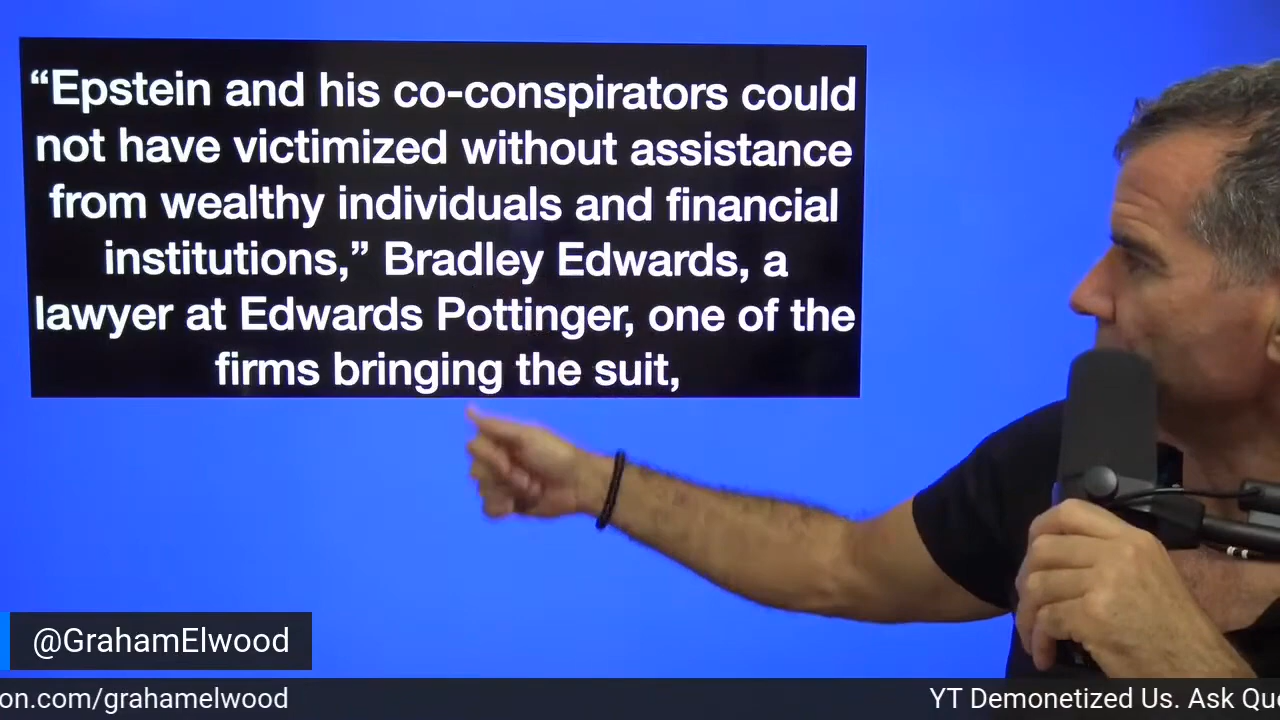 “Epstein and his co-conspirators could
not have victimized without assistance
from wealthy individuals and financial
institutions,” Bradley Edwards, a
lawyer at Edwards Pottinger, one of the
firms bringing the suit,
@GrahamElwood
on.com/grahamelwood
YT Demonetized Us. Ask Que